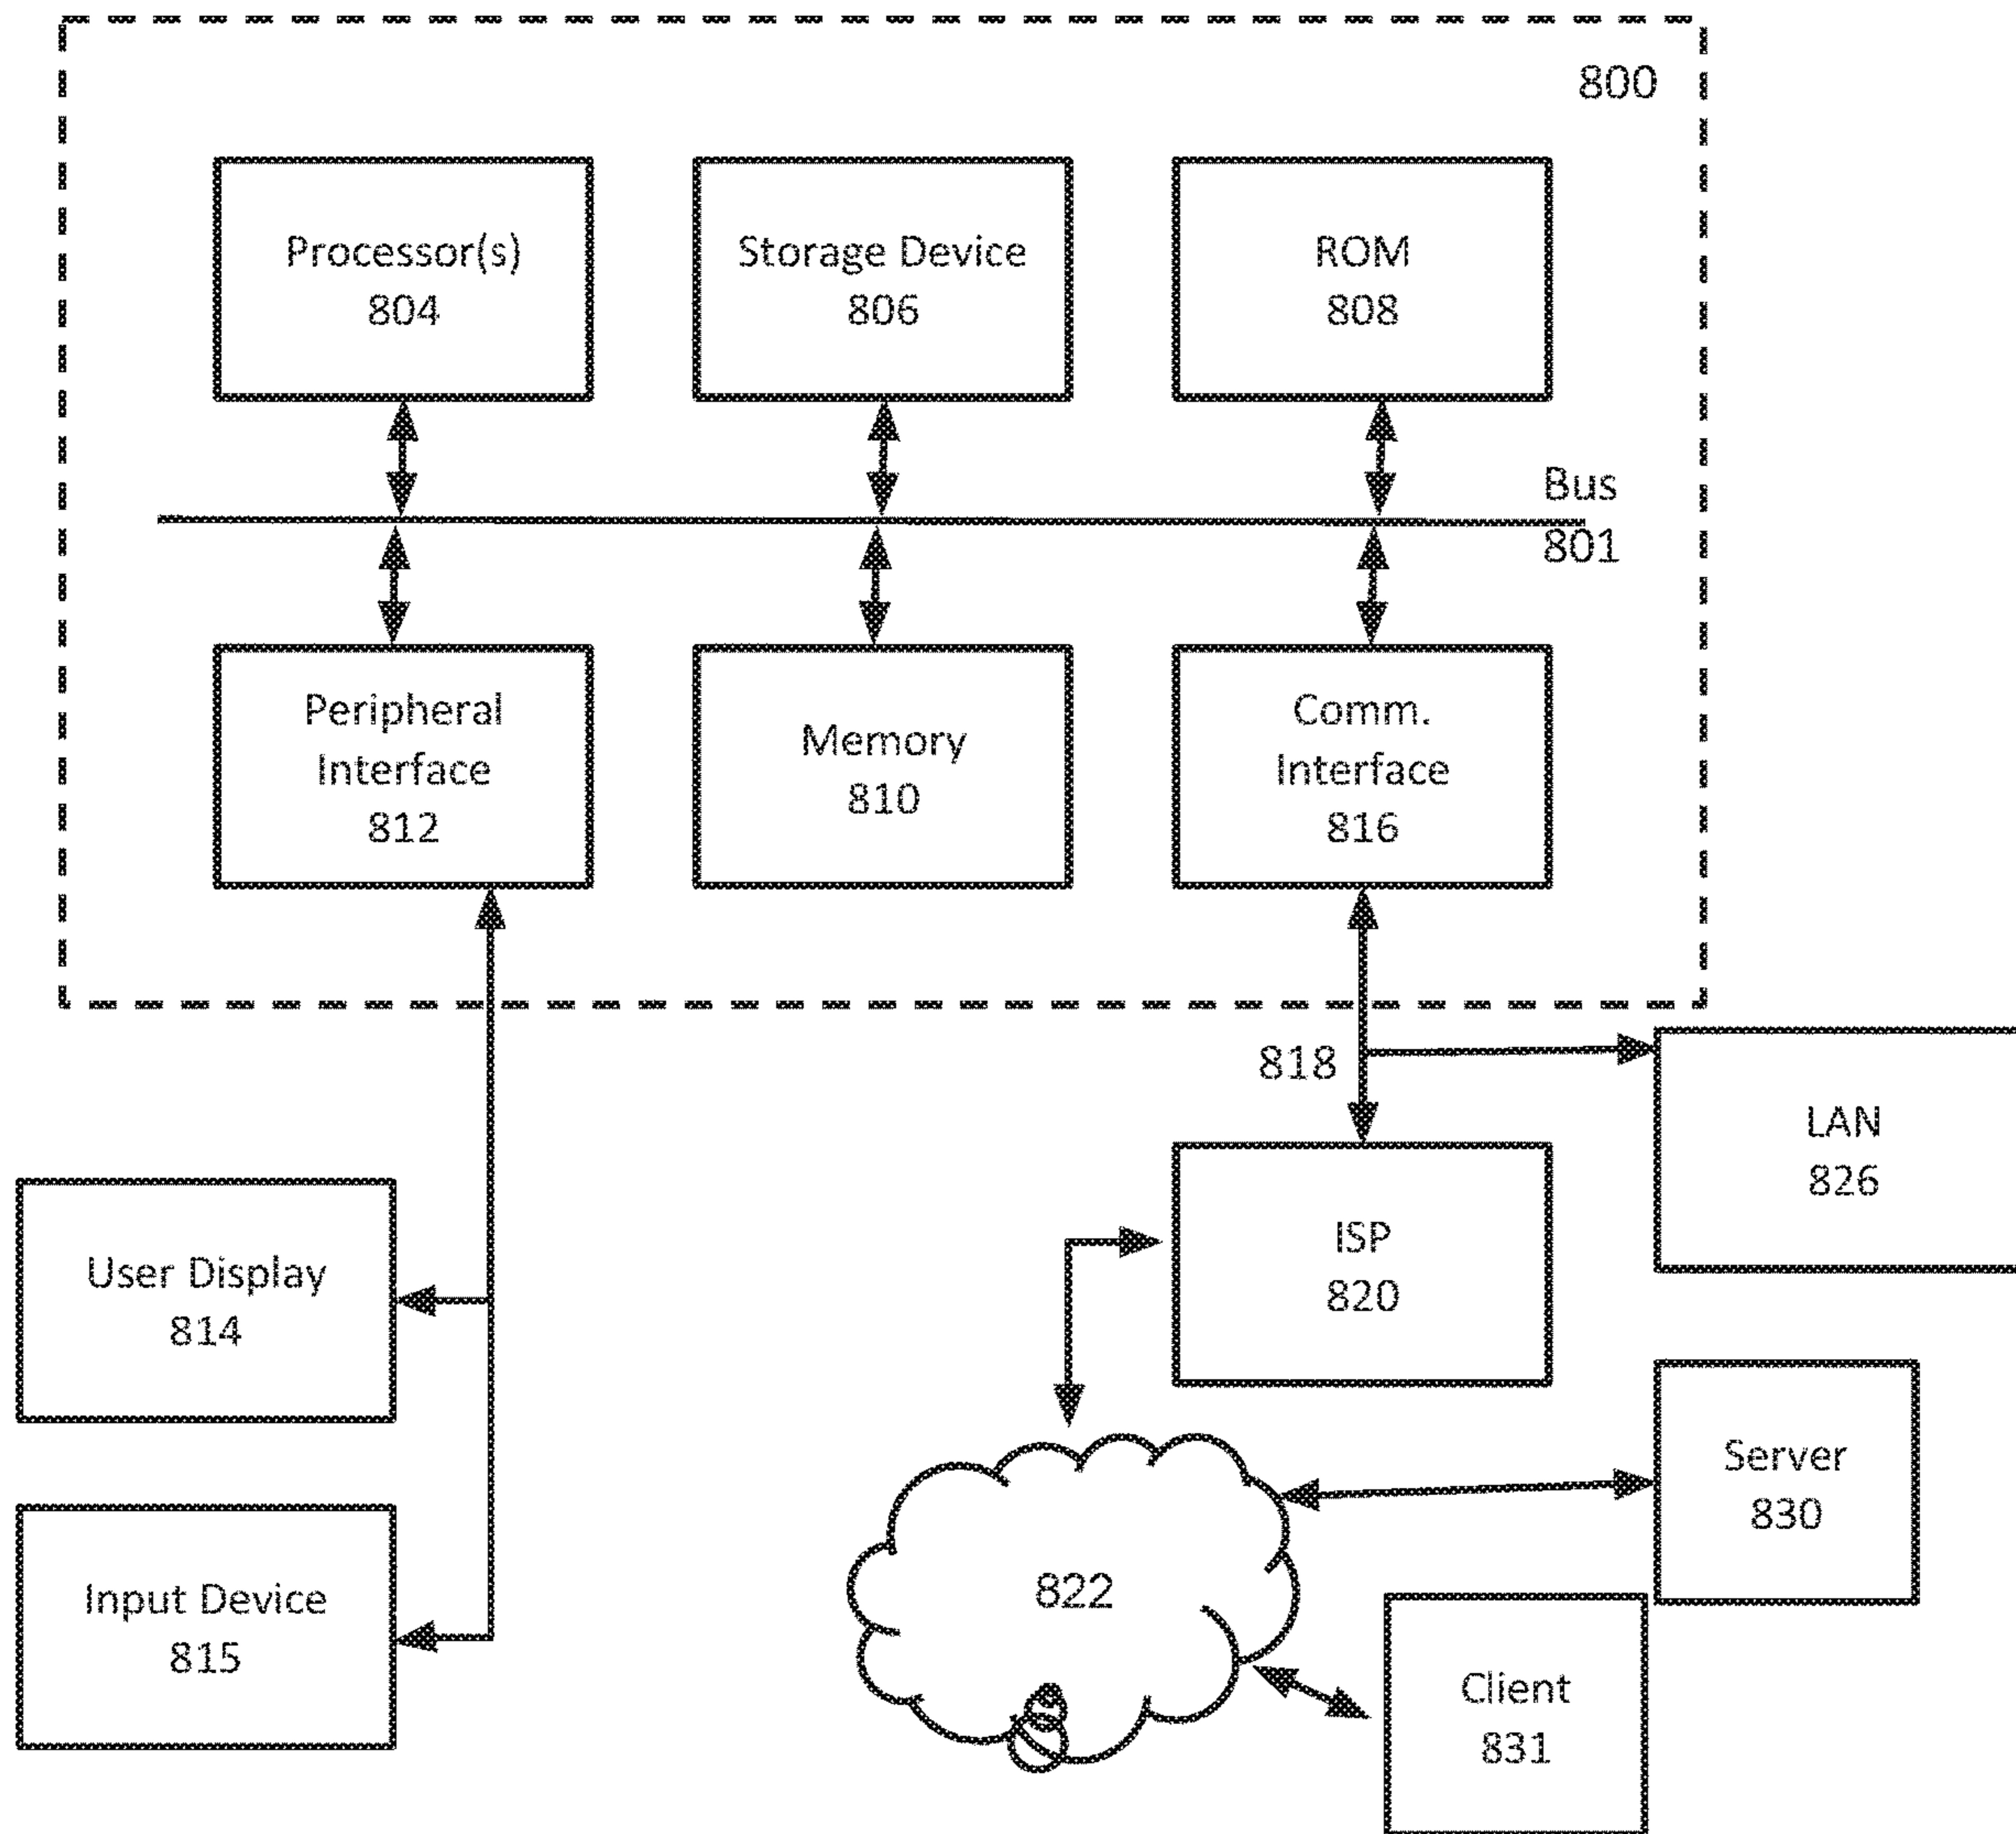 800
Processor(s)
804
Storage Device
806
ROM
808
Bus
801
Peripheral
Interface
812
Memory
810
Comm.
Interface
816
818
LAN
826
User Display
814
ISP
820
Server
830
Input Device
815
822
Client
831